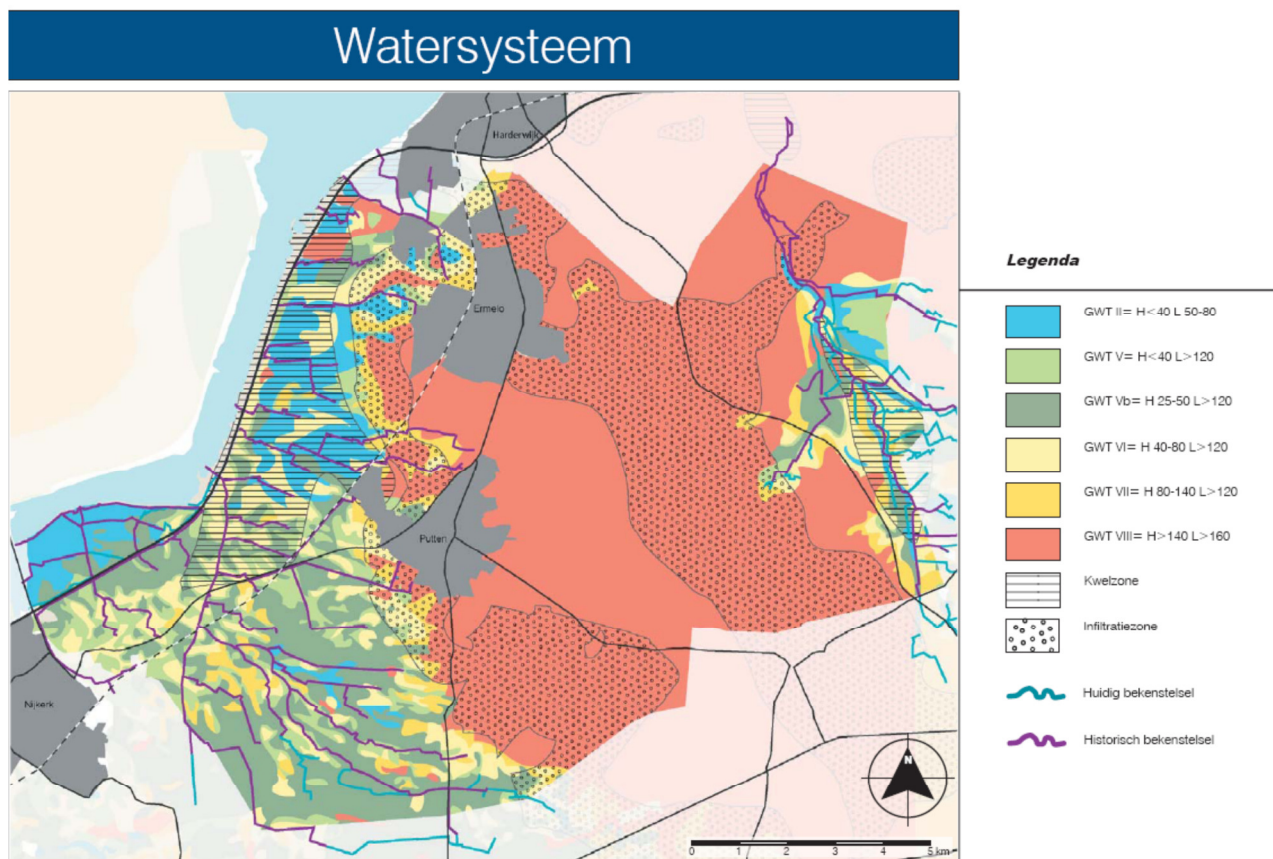 Watersysteem
Harderwijk
Ermelo
Putten
Nijkerk
N
0 1 2 3 4 5 km
Legenda
GWT II= H<40 L 50-80
GWT V= H<40 L>120
GWT Vb= H 25-50 L>120
GWT VI= H 40-80 L>120
GWT VII= H 80-140 L>120
GWT VIII= H>140 L>160
Kwelzone
Infiltratiezone
Huidig bekenstelsel
Historisch bekenstelsel